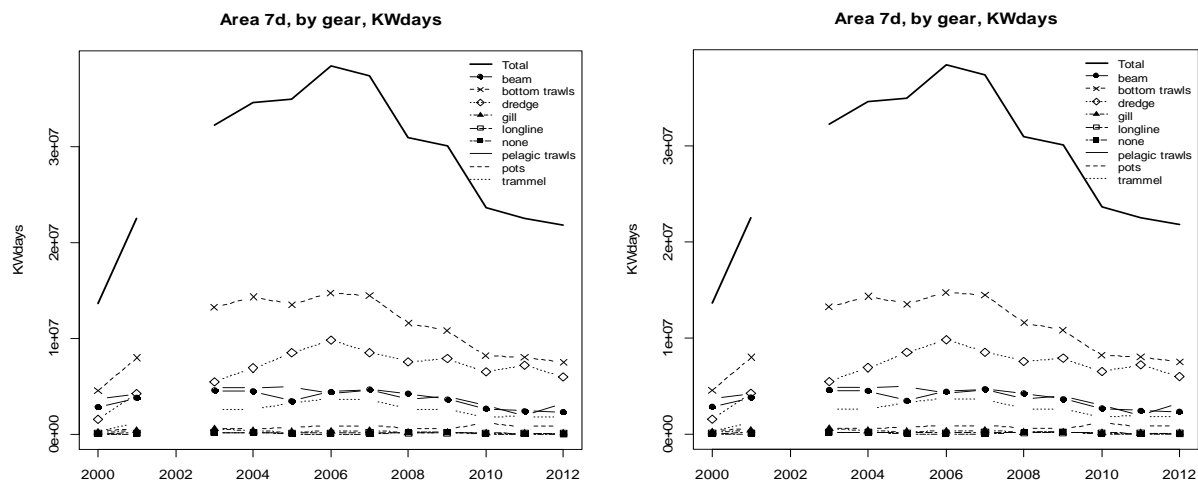 Area 7d, by gear, KWdays
Total
beam
bottom trawls
dredge
gill
longline
none
pelagic trawls
pots
trammel
KWdays
3e+07
2e+07
1e+07
0e+00
2000 2002 2004 2006 2008 2010 2012
Area 7d, by gear, KWdays
Total
beam
bottom trawls
dredge
gill
longline
none
pelagic trawls
pots
trammel
KWdays
3e+07
2e+07
1e+07
0e+00
2000 2002 2004 2006 2008 2010 2012